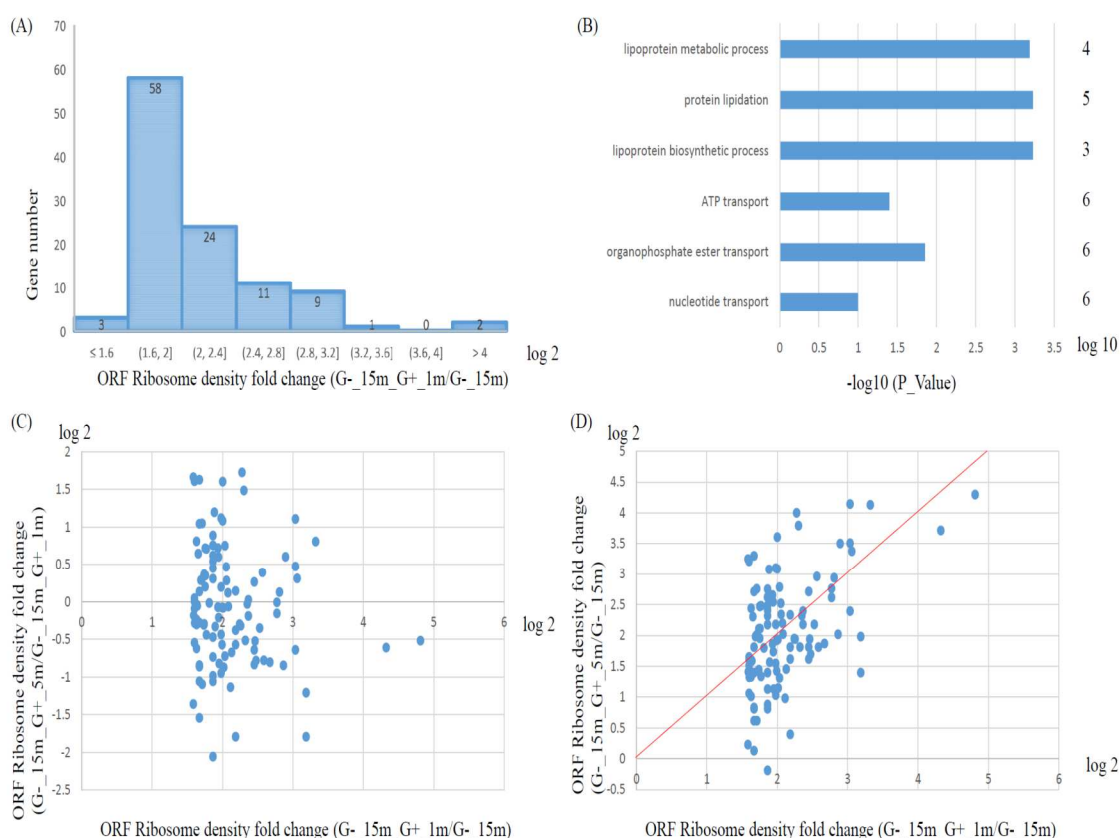 (A)
70
60
50
40
30
20
10
0
Gene number
3
58
24
11
9
1
0
2
≤ 1.6
(1.6, 2]
(2, 2.4]
(2.4, 2.8]
(2.8, 3.2]
(3.2, 3.6]
(3.6, 4]
> 4
log 2
ORF Ribosome density fold change (G-_15m_G+_1m/G-_15m)
(B)
lipoprotein metabolic process
4
protein lipidation
5
lipoprotein biosynthetic process
3
ATP transport
6
organophosphate ester transport
6
nucleotide transport
6
0
0.5
1
1.5
2
2.5
3
3.5
log 10
-log10 (P_Value)
(C)
log 2
2
1.5
1
0.5
0
-0.5
-1
-1.5
-2
-2.5
0
1
2
3
4
5
6
log 2
ORF Ribosome density fold change
(G-_15m_G+_5m/G-_15m_G+_1m)
ORF Ribosome density fold change (G-_15m_G+_1m/G-_15m)
(D)
log 2
5
4.5
4
3.5
3
2.5
2
1.5
1
0.5
0
-0.5
0
1
2
3
4
5
6
log 2
ORF Ribosome density fold change
(G-_15m_G+_5m/G-_15m)
ORF Ribosome density fold change (G-_15m_G+_1m/G-_15m)